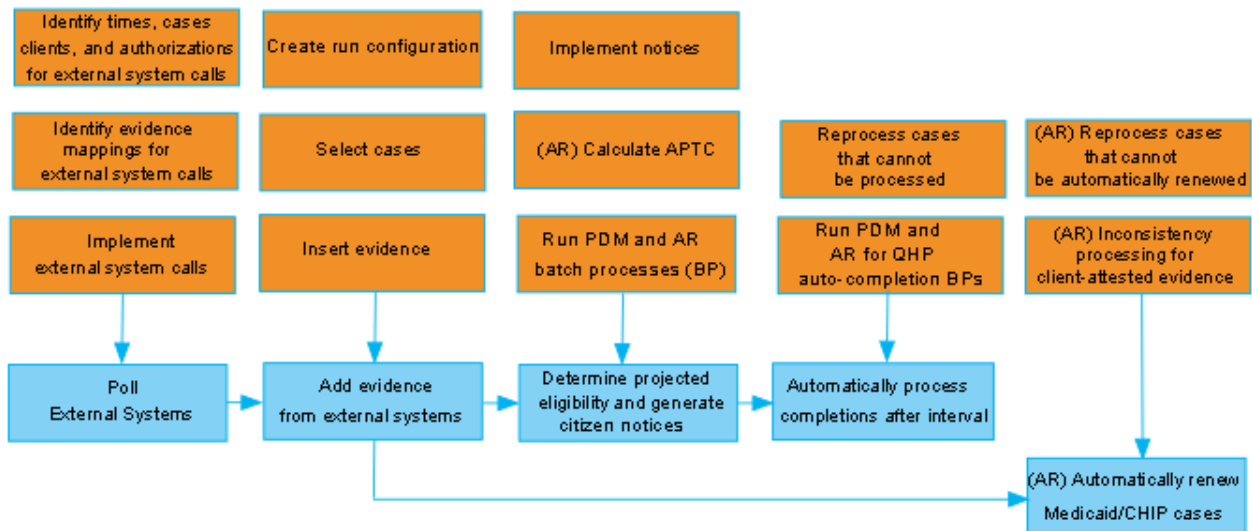 Identify times, cases
clients, and authorizations
for external system calls
Create run configuration
Implement notices
Identify evidence
mappings for
external system calls
Select cases
(AR) Calculate APTC
Reprocess cases
that cannot
be processed
(AR) Reprocess cases
that cannot
be automatically renewed
Implement
external system calls
Insert evidence
Run PDM and AR
batch processes (BP)
Run PDM and
AR for QHP
auto-completion BPs
(AR) Inconsistency
processing for
client-attested evidence
Poll
External Systems
Add evidence
from external systems
Determine projected
eligibility and generate
citizen notices
Automatically process
completions after interval
(AR) Automatically renew
Medicaid/CHIP cases